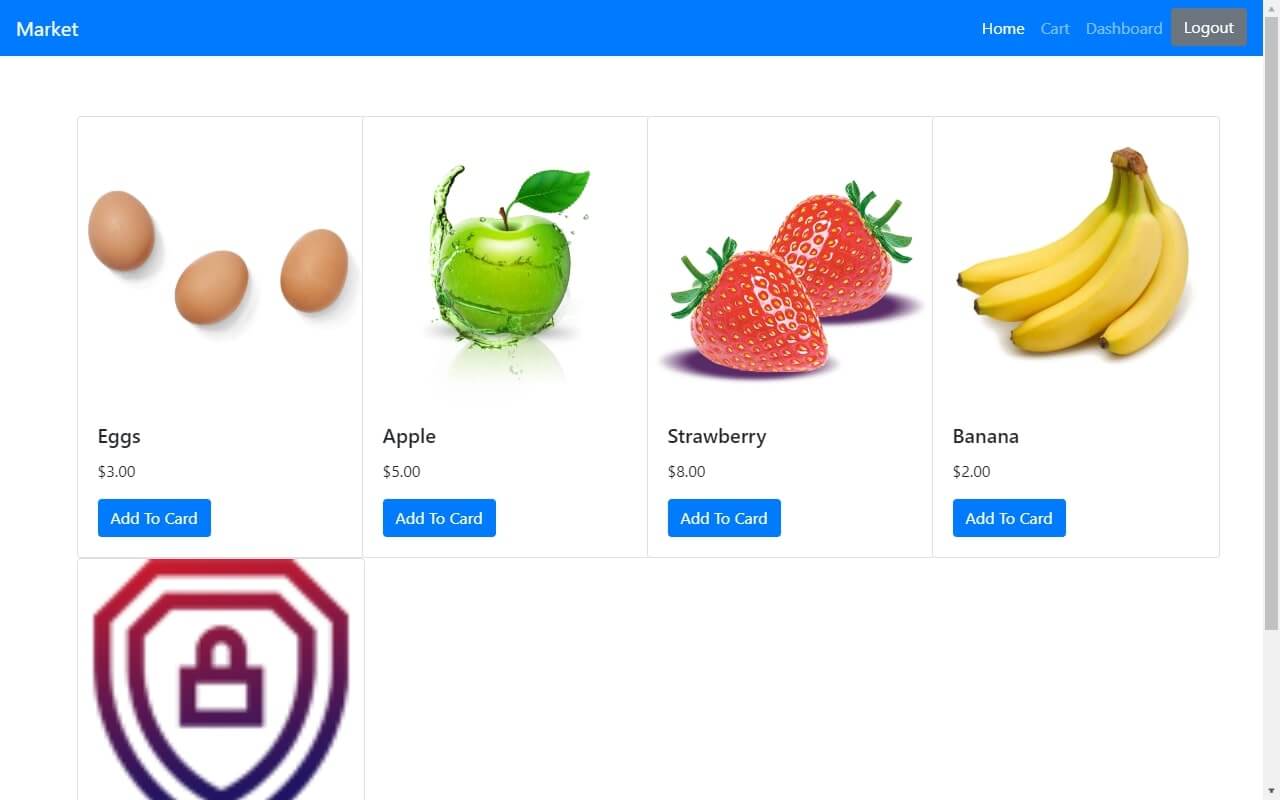 Market
Home Cart Dashboard Logout
Eggs
$3.00
Add To Card
Apple
$5.00
Add To Card
Strawberry
$8.00
Add To Card
Banana
$2.00
Add To Card